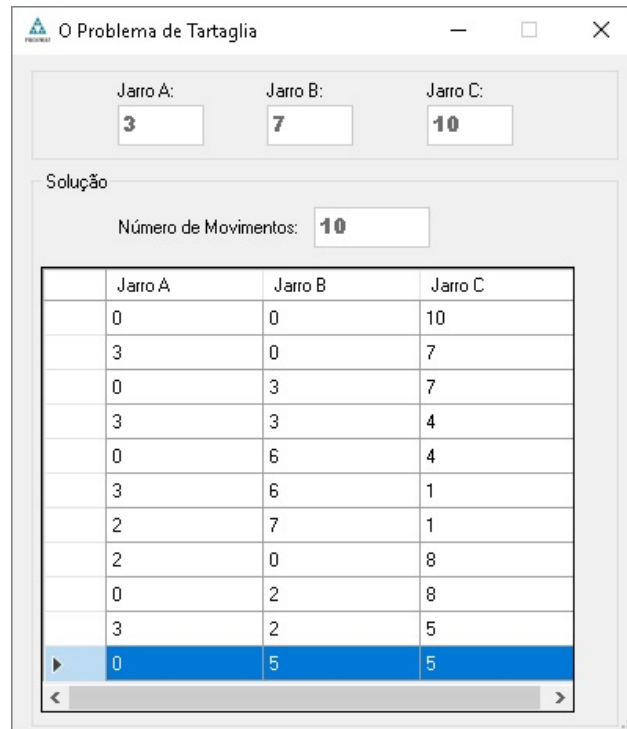 O Problema de Tartaglia
Jarro A: Jarro B: Jarro C:
3 7 10
Solução
Número de Movimentos: 10
Jarro A Jarro B Jarro C
0 0 10
3 0 7
0 3 7
3 3 4
0 6 4
3 6 1
2 7 1
2 0 8
0 2 8
3 2 5
0 5 5